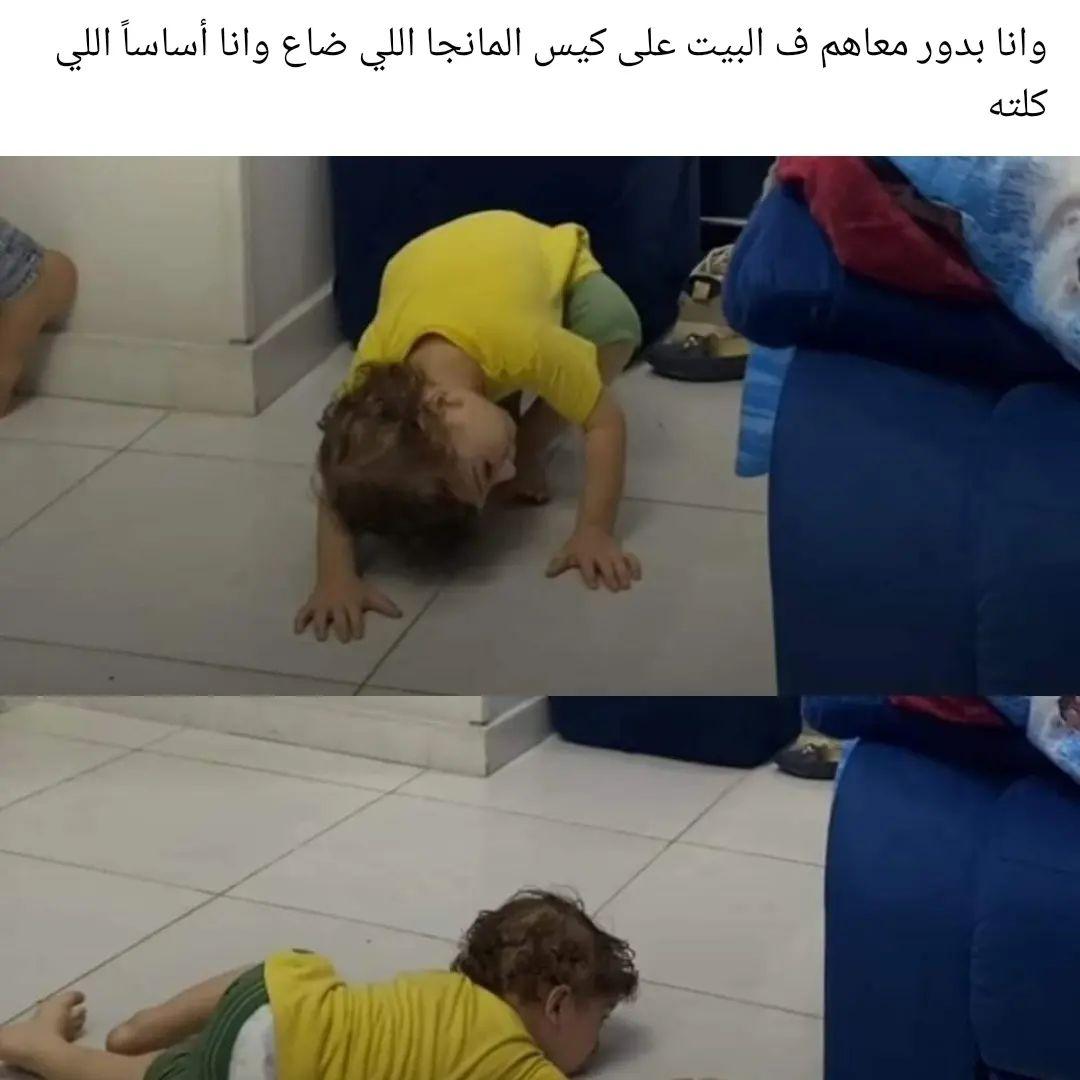 وانا بدور معاهم ف البيت على كيس المانجا اللي ضاع وانا أساساً اللي
كلته